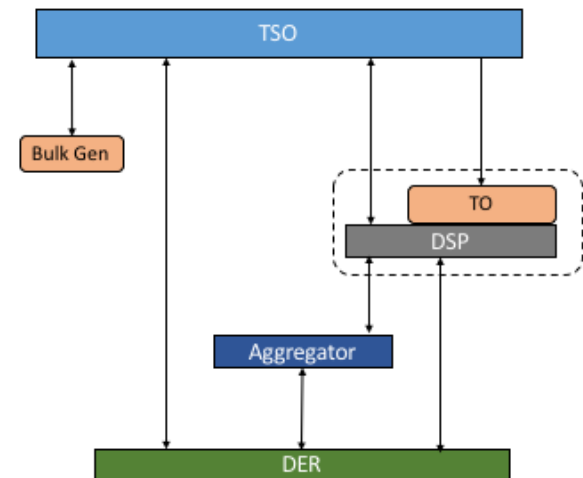 TSO
Bulk Gen
TO
DSP
Aggregator
DER